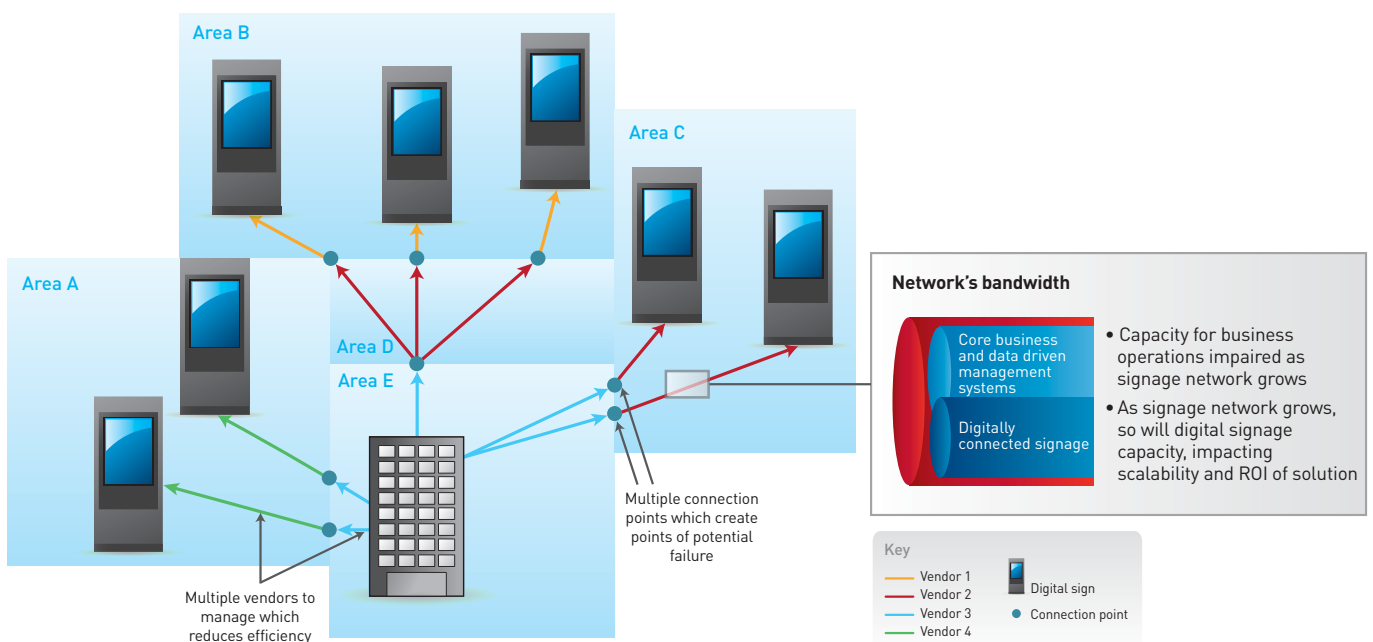 Area B
Area C
Area A
Area D
Area E
Multiple vendors to
manage which
reduces efficiency
Multiple connection
points which create
points of potential
failure
Network's bandwidth
Core business
and data driven
management
systems
Digitally
connected signage
• Capacity for business
operations impaired as
signage network grows
• As signage network grows,
so will digital signage
capacity, impacting
scalability and ROI of solution
Key
Vendor 1
Vendor 2
Vendor 3
Vendor 4
Digital sign
Connection point